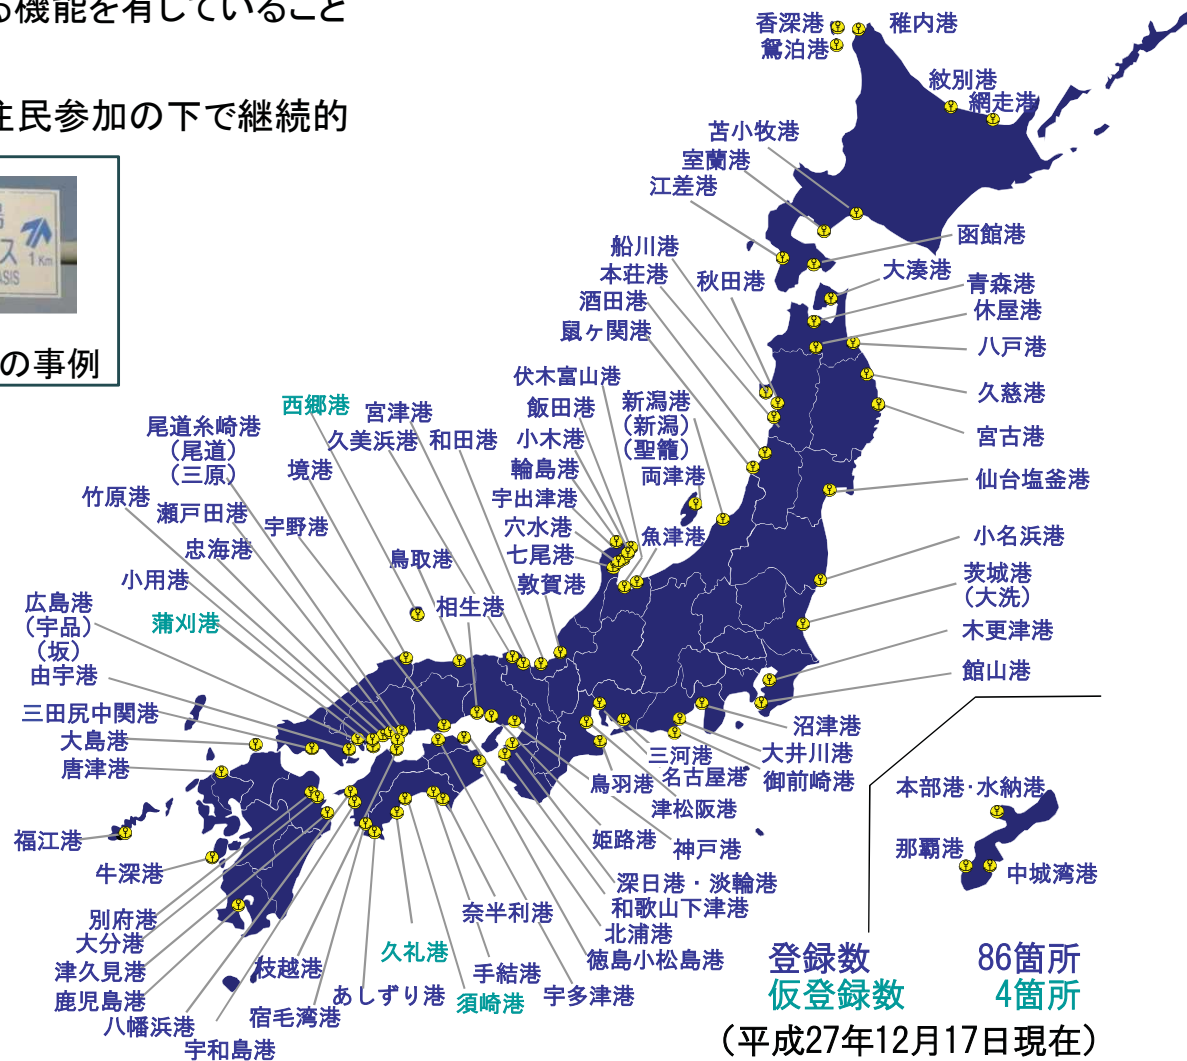 る機能を有していること
住民参加の下で継続的
ス
1Km
ASIS
の事例
香深港
稚内港
鴛泊港
紋別港
網走港
苫小牧港
室蘭港
江差港
函館港
船川港
大湊港
本荘港
秋田港
青森港
酒田港
休屋港
鼠ヶ関港
八戸港
伏木富山港
久慈港
西郷港
宮津港
飯田港
新潟港
(新潟)
(聖籠)
尾道糸崎港
(尾道)
(三原)
久美浜港
和田港
小木港
宮古港
境港
輪島港
両津港
仙台塩釜港
竹原港
宇出津港
瀬戸田港
宇野港
穴水港
魚津港
小名浜港
忠海港
鳥取港
七尾港
小用港
敦賀港
茨城港
(大洗)
広島港
(宇品)
(坂)
相生港
蒲刈港
木更津港
由宇港
館山港
三田尻中関港
沼津港
大島港
三河港
大井川港
唐津港
鳥羽港
名古屋港
御前崎港
本部港・水納港
津松阪港
福江港
姫路港
神戸港
那覇港
牛深港
中城湾港
深日港・淡輪港
別府港
奈半利港
和歌山下津港
大分港
北浦港
久礼港
徳島小松島港
津久見港
枝越港
手結港
鹿児島港
あしずり港
須崎港
宇多津港
八幡浜港
宿毛湾港
宇和島港
登録数 86箇所
仮登録数 4箇所
(平成27年12月17日現在)